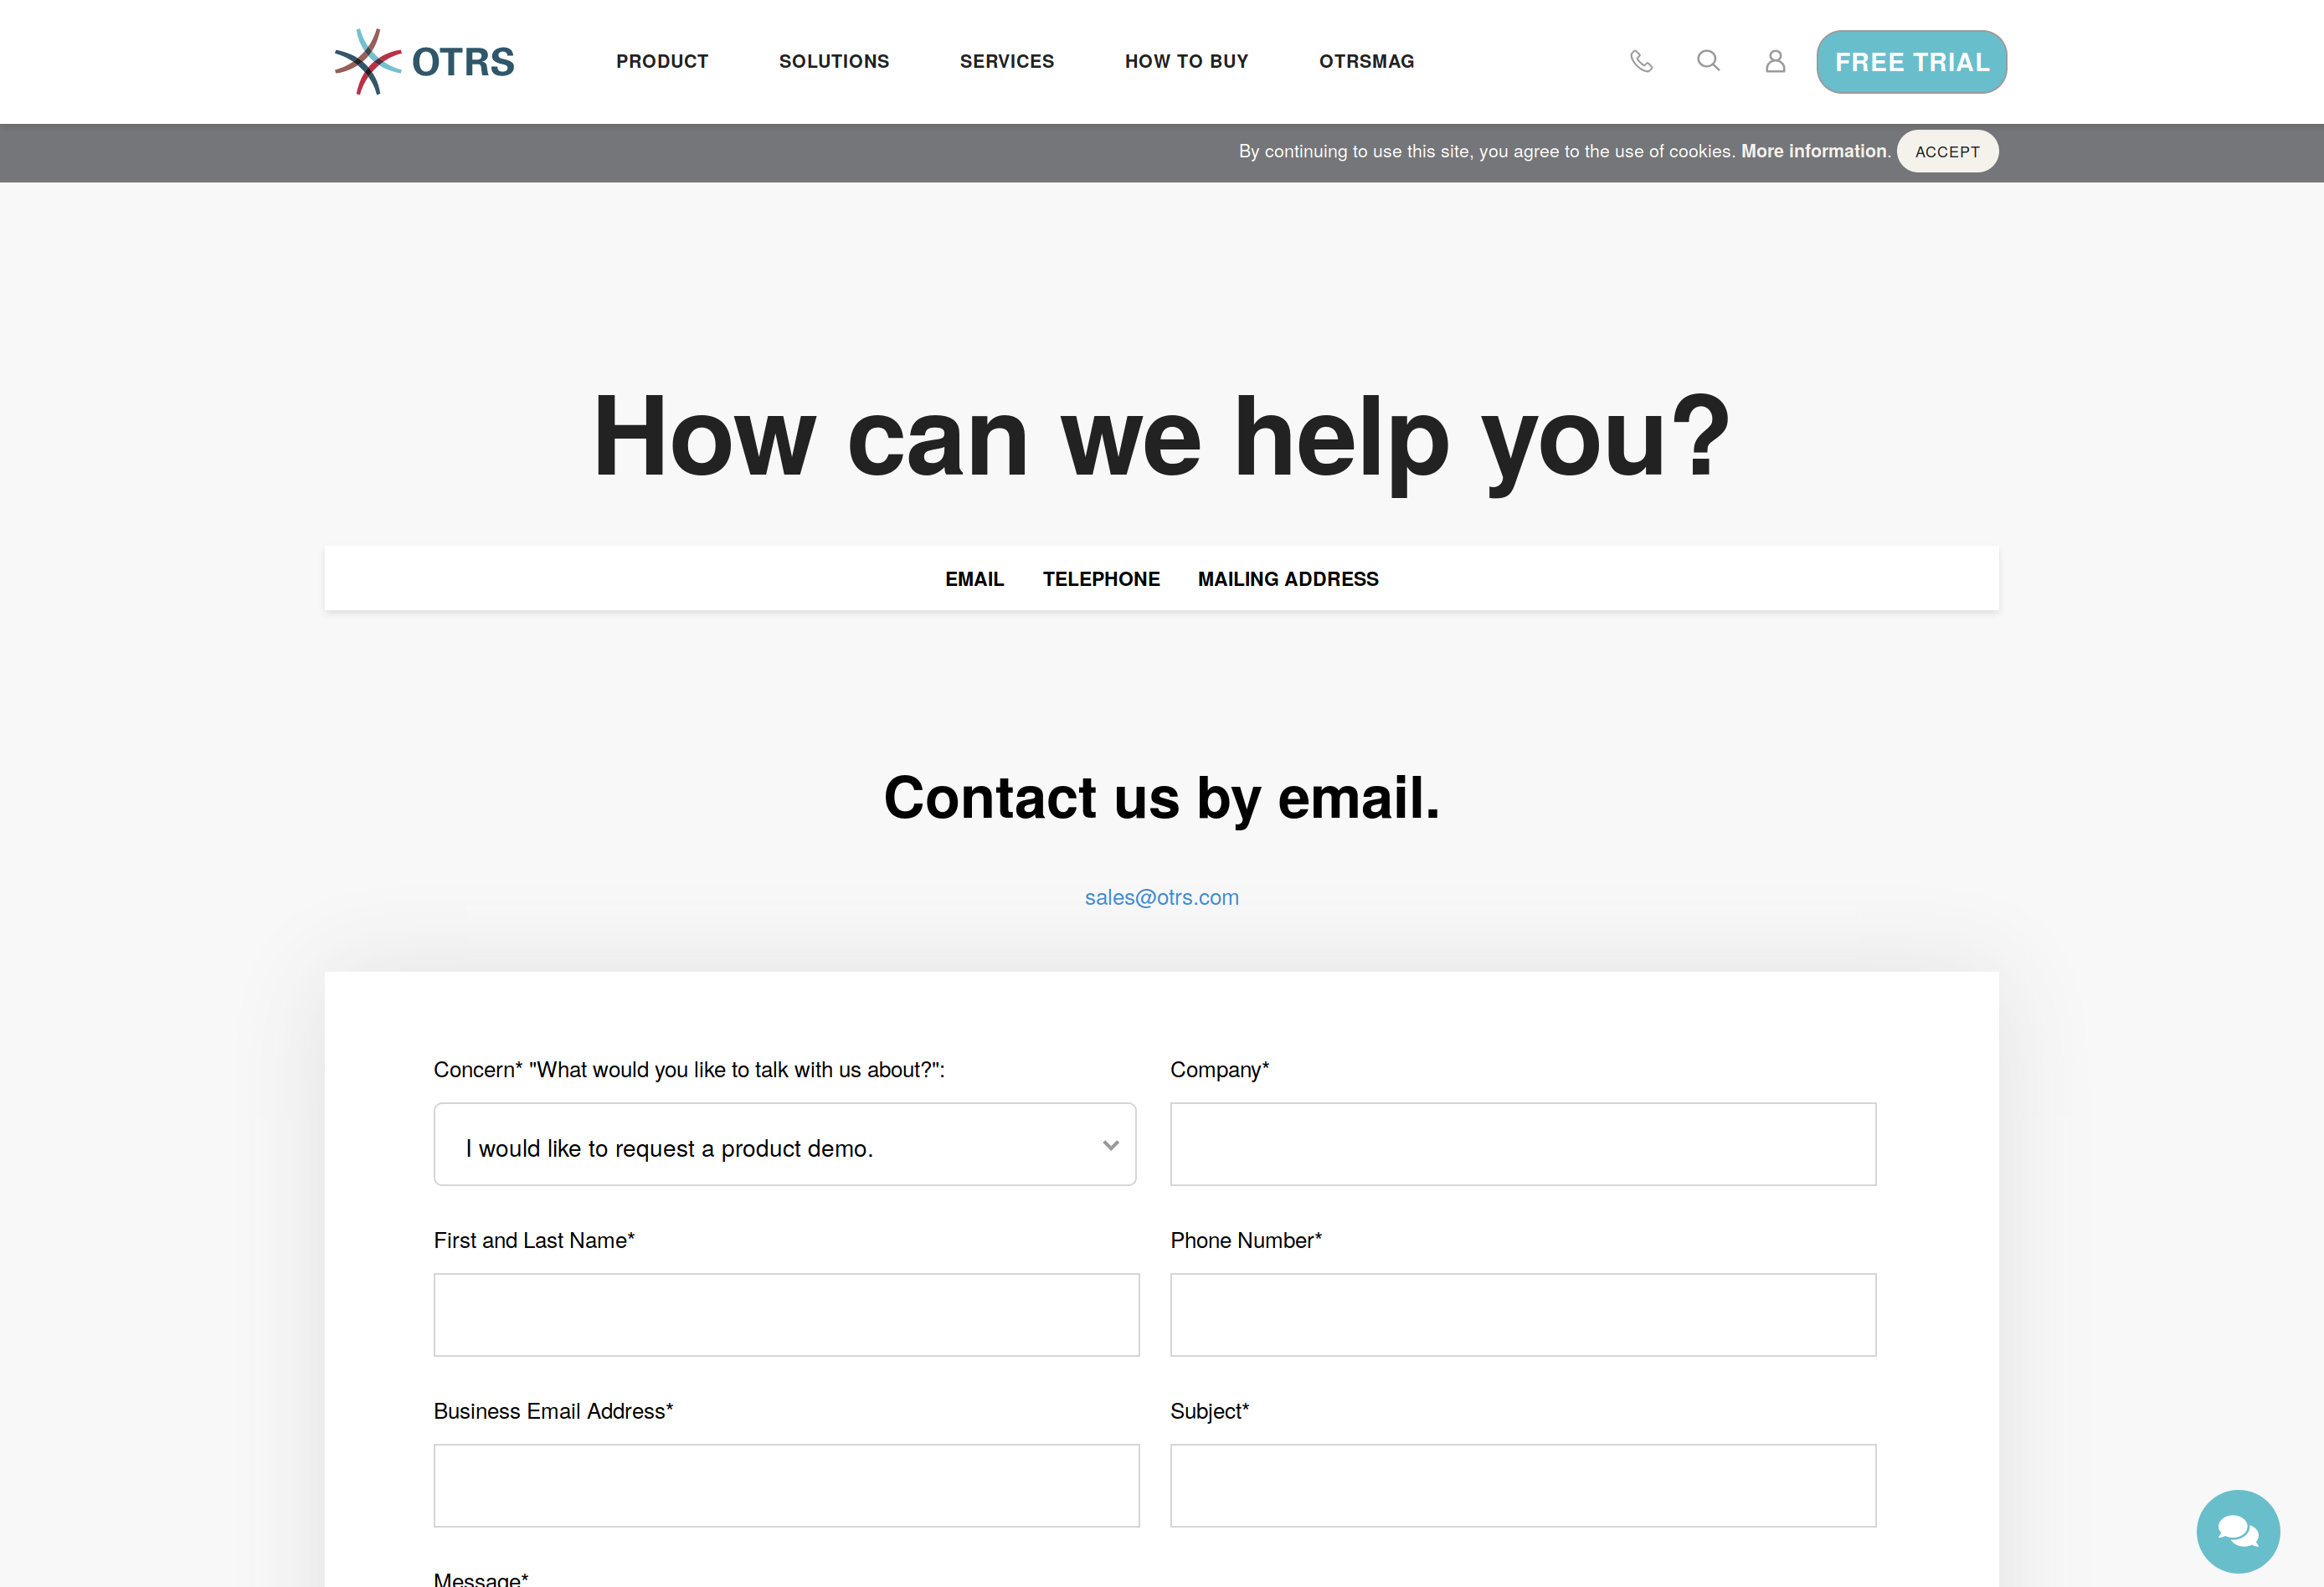 OTRS
PRODUCT SOLUTIONS SERVICES HOW TO BUY OTRSMAG FREE TRIAL
By continuing to use this site, you agree to the use of cookies. More information. ACCEPT
How can we help you?
EMAIL TELEPHONE MAILING ADDRESS
Contact us by email.
sales@otrs.com
Concern* "What would you like to talk with us about?": Company*
I would like to request a product demo.
First and Last Name* Phone Number*
Business Email Address* Subject*
Message*